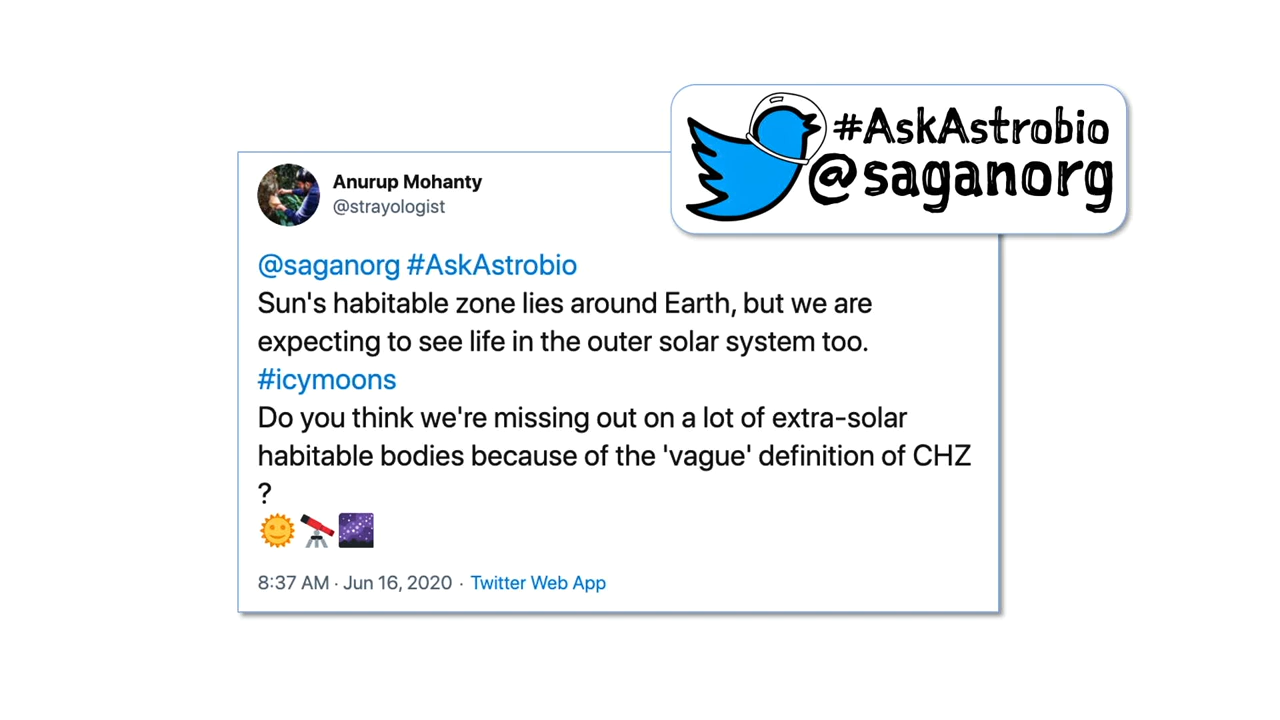 #AskAstrobio
@saganorg
Anurup Mohanty
@strayologist
@saganorg #AskAstrobio
Sun's habitable zone lies around Earth, but we are
expecting to see life in the outer solar system too.
#icymoons
Do you think we're missing out on a lot of extra-solar
habitable bodies because of the 'vague' definition of CHZ
?
8:37 AM · Jun 16, 2020 · Twitter Web App